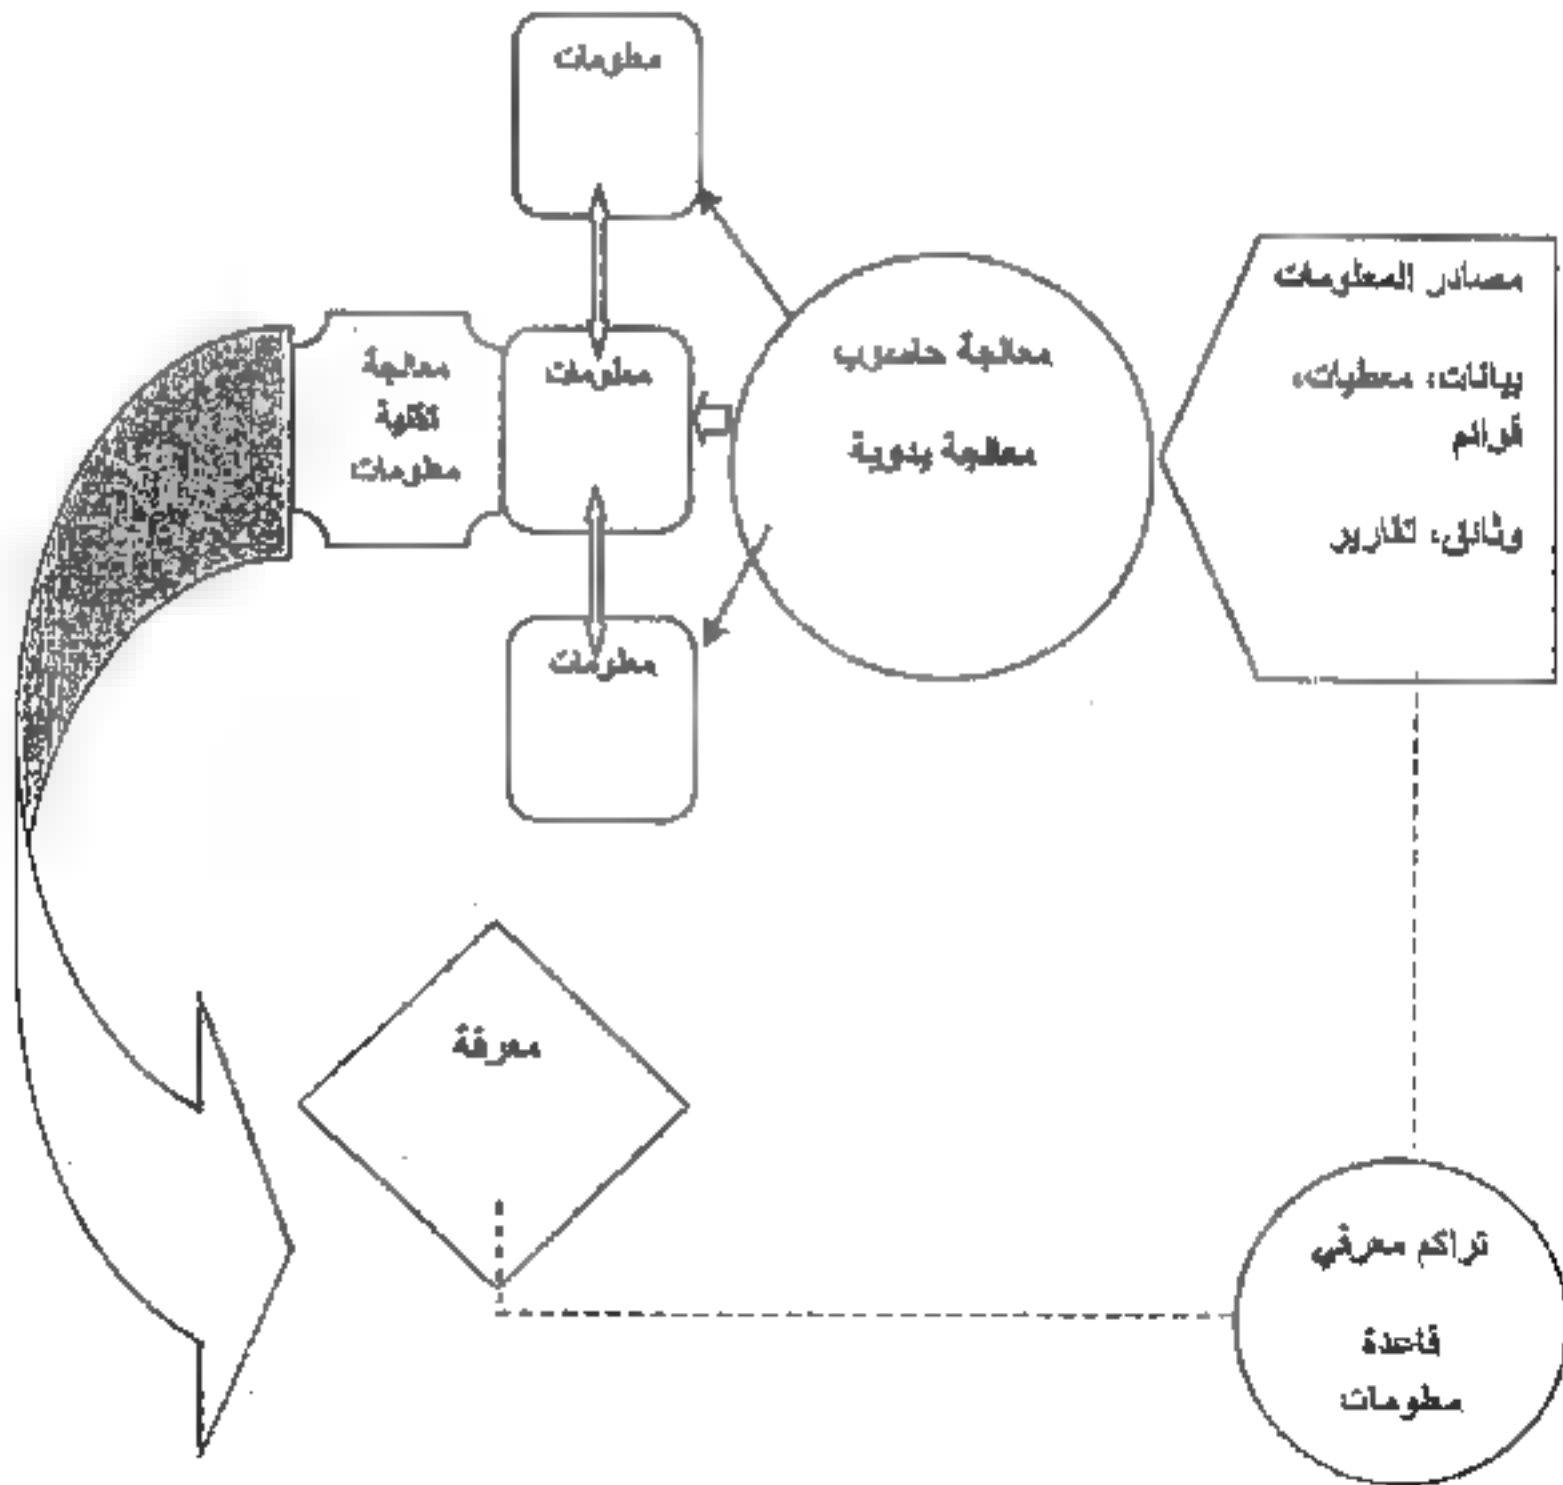 مصادر المعلومات
بيانات، معطيات،
قوائم
وثائق، تقارير
معالجة حاسوب
معالجة يدوية
معلومات
معلومات
معلومات
معالجة
تقنية
معلومات
معرفة
تراكم معرفي
قاعدة
معلومات